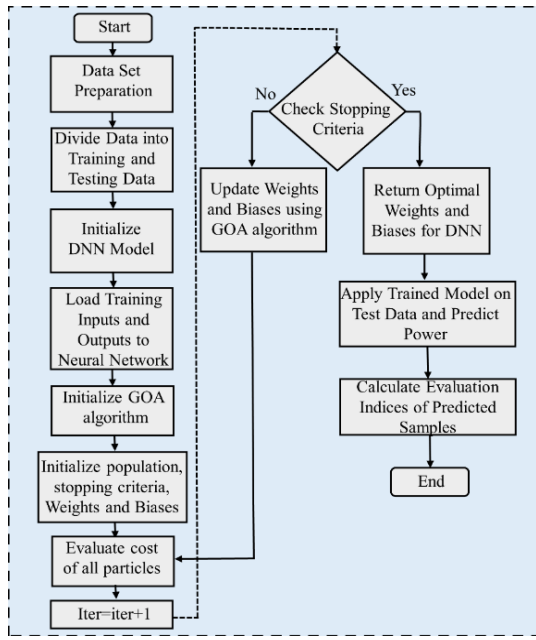 Start
Data Set
Preparation
Divide Data into
Training and
Testing Data
Initialize
DNN Model
Load Training
Inputs and
Outputs to
Neural Network
Initialize GOA
algorithm
Initialize population,
stopping criteria,
Weights and Biases
Evaluate cost
of all particles
Iter=iter+1
Check Stopping
Criteria
No
Yes
Update Weights
and Biases using
GOA algorithm
Return Optimal
Weights and
Biases for DNN
Apply Trained Model on
Test Data and Predict
Power
Calculate Evaluation
Indices of Predicted
Samples
End